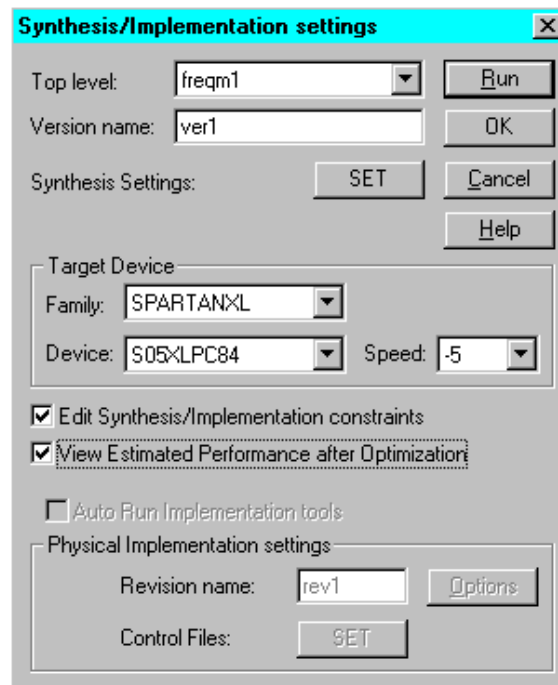 Synthesis/Implementation settings
Top level: freqm1 Run
Version name: ver1 OK
Synthesis Settings: SET Cancel
Help
Target Device
Family: SPARTANXL
Device: S05XLPC84 Speed: -5
Edit Synthesis/Implementation constraints
View Estimated Performance after Optimization
Auto Run Implementation tools
Physical Implementation settings
Revision name: rev1 Options
Control Files: SET